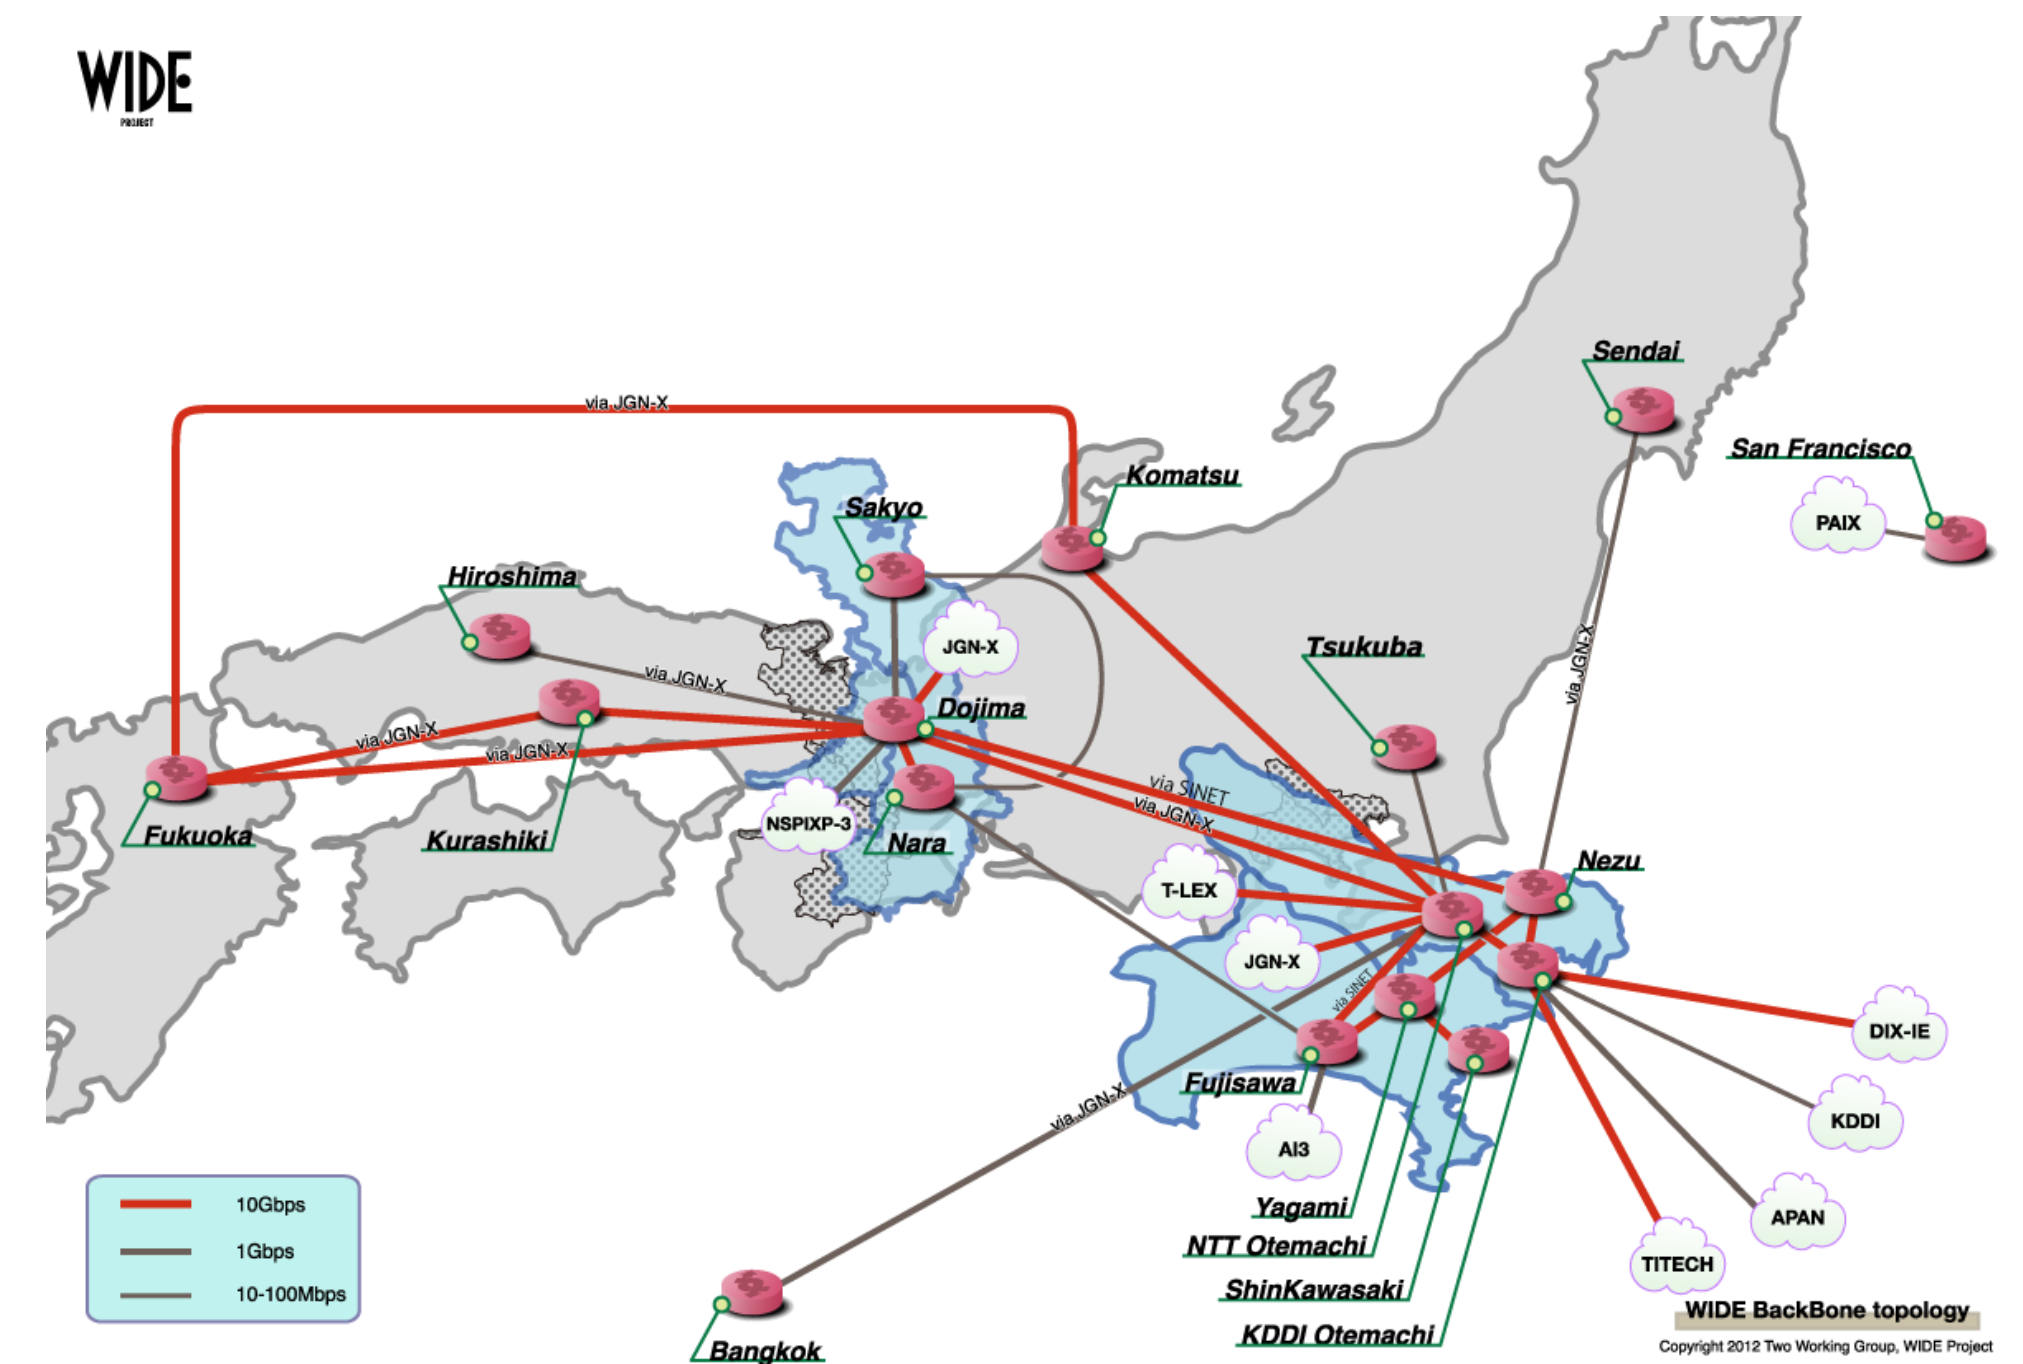 WIDE
PROJECT
Sendai
via JGN-X
San Francisco
Komatsu
PAIX
Sakyo
Hiroshima
JGN-X
Tsukuba
via JGN-X
via JGN-X
Dojima
via JGN-X
via JGN-X
via SINET
via JGN-X
Fukuoka
Kurashiki
NSPIXP-3
Nara
Nezu
T-LEX
JGN-X
via SINET
DIX-IE
Fujisawa
via JGN-X
KDDI
AI3
Yagami
APAN
NTT Otemachi
TITECH
10Gbps
1Gbps
10-100Mbps
ShinKawasaki
KDDI Otemachi
Bangkok
WIDE BackBone topology
Copyright 2012 Two Working Group, WIDE Project